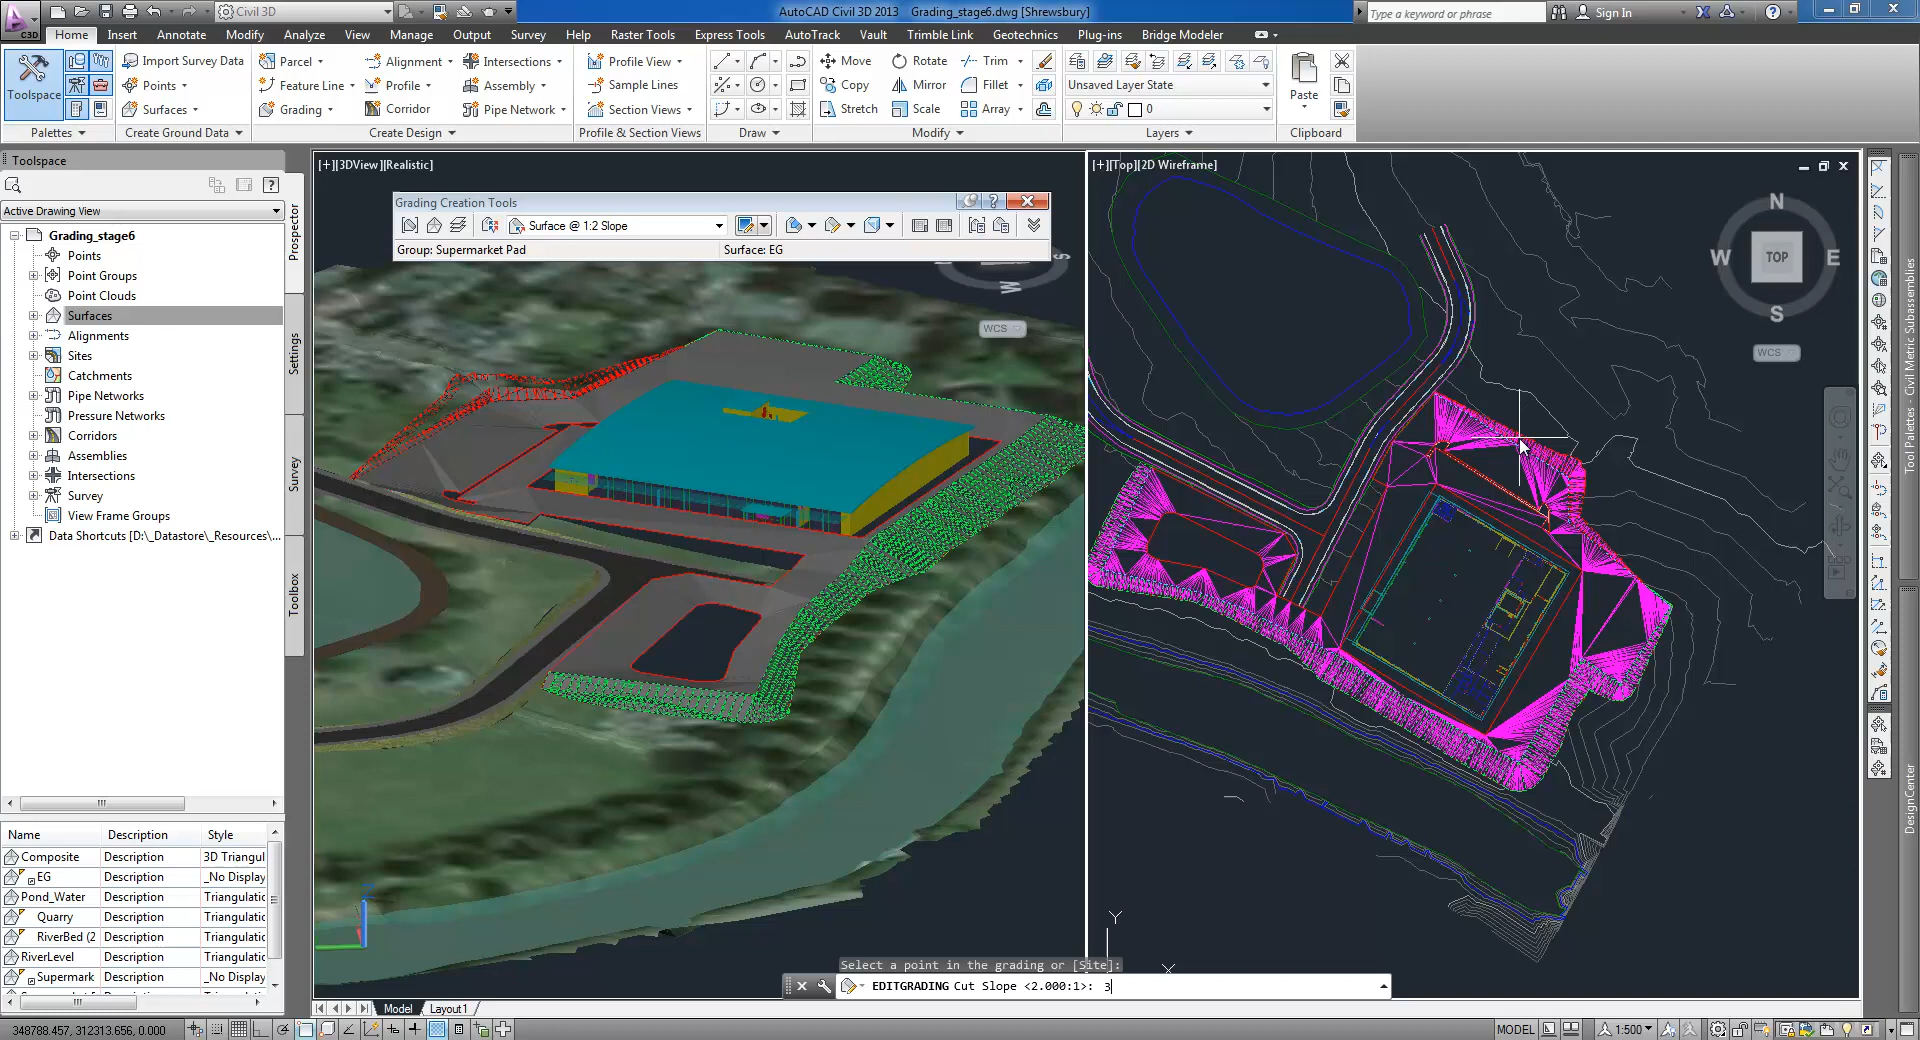 Civil 3D
AutoCAD Civil 3D 2013 Grading_stage6.dwg [Shrewsbury]
Type a keyword or phrase
Sign In
C3D
Home Insert Annotate Modify Analyze View Manage Output Survey Help Raster Tools Express Tools AutoTrack Vault Trimble Link Geotechnics Plug-ins Bridge Modeler
Toolspace
Import Survey Data
Points
Surfaces
Parcel
Feature Line
Grading
Alignment
Profile
Corridor
Intersections
Assembly
Pipe Network
Profile View
Sample Lines
Section Views
Move
Copy
Stretch
Rotate
Mirror
Scale
Trim
Fillet
Array
Unsaved Layer State
0
Paste
Palettes
Create Ground Data
Create Design
Profile & Section Views
Draw
Modify
Layers
Clipboard
Toolspace
Active Drawing View
Grading_stage6
Points
Point Groups
Point Clouds
Surfaces
Alignments
Sites
Catchments
Pipe Networks
Pressure Networks
Corridors
Assemblies
Intersections
Survey
View Frame Groups
Data Shortcuts [D:\_Datastore\_Resources\...
Prospector
Settings
Survey
Toolbox
Name Description Style
Composite Description 3D Triangul
EG Description _No Display
Pond_Water Description Triangulatic
Quarry Description Triangulatic
RiverBed (2 Description Triangulatic
RiverLevel Description Triangulatic
Supermark Description _No Display
[+][3DView][Realistic]
Grading Creation Tools
Surface @ 1:2 Slope
Group: Supermarket Pad
Surface: EG
S
W
WCS
[+][Top][2D Wireframe]
N
W TOP E
S
WCS
Y
X
Tool Palettes - Civil Metric Subassemblies
DesignCenter
Select a point in the grading or [Site]:
EDITGRADING Cut Slope <2.000:1>: 3
Model Layout1
348788.457, 312313.656, 0.000
MODEL
1:500